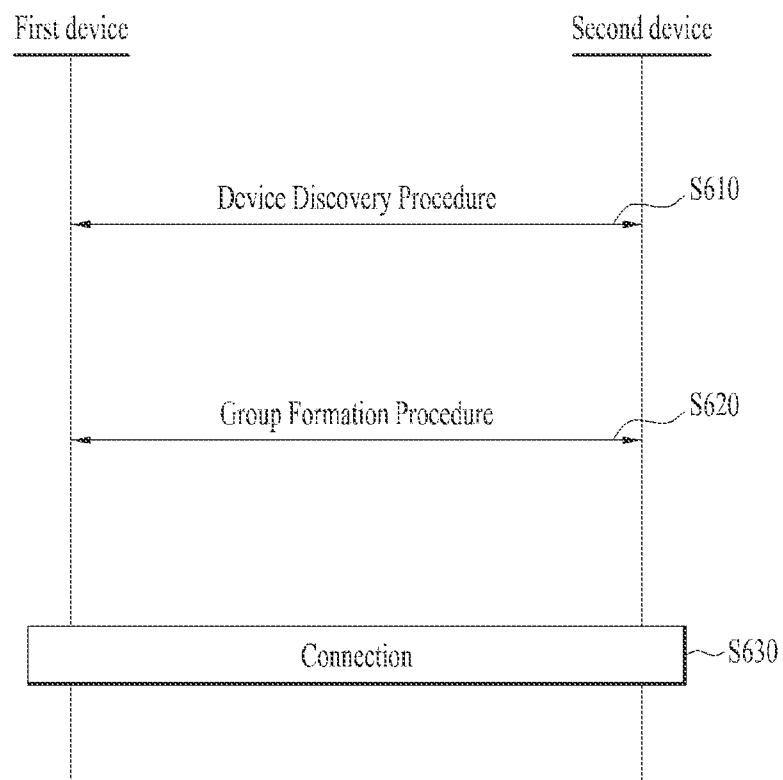 First device
Second device
Device Discovery Procedure
S610
Group Formation Procedure
S620
Connection
S630